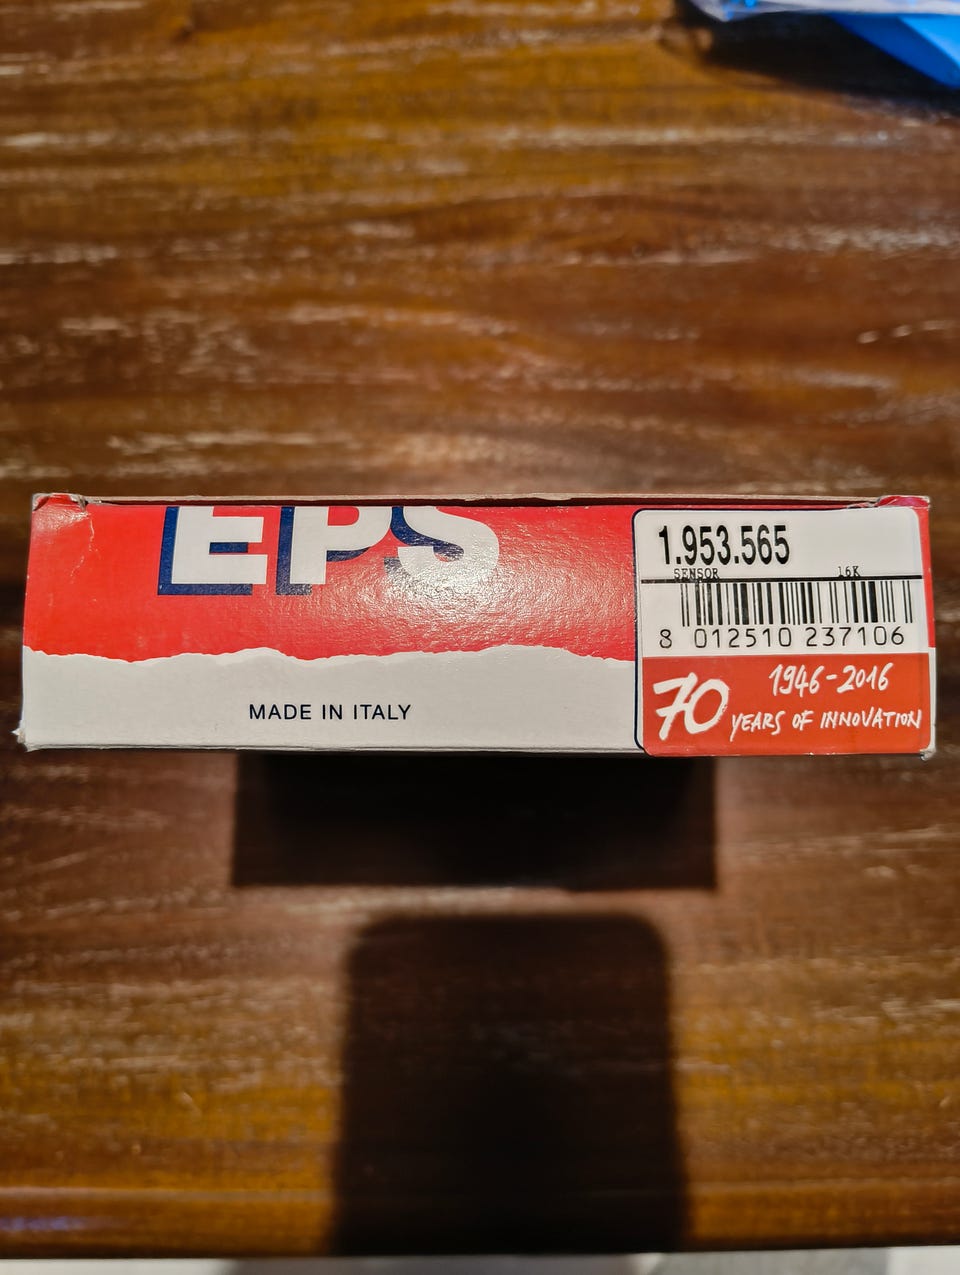 EPS
MADE IN ITALY
1.953.565
SENSOR 16K
8 012510 237106
70 1946-2016
YEARS OF INNOVATION